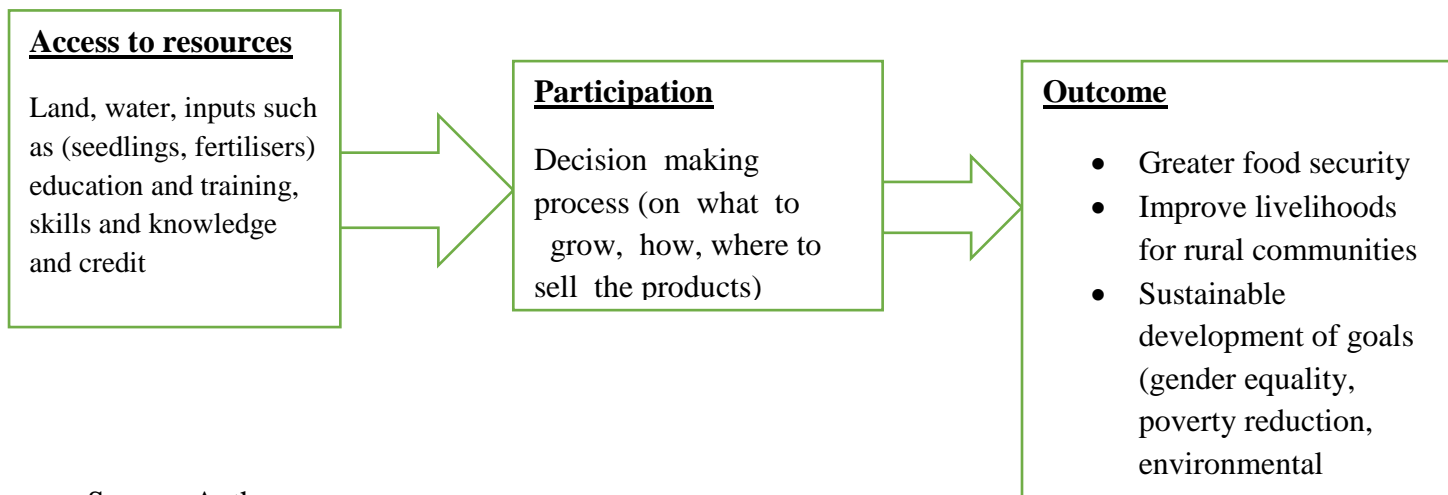 Access to resources
Land, water, inputs such
as (seedlings, fertilisers)
education and training,
skills and knowledge
and credit
Participation
Decision making
process (on what to
grow, how, where to
sell the products)
Outcome
• Greater food security
• Improve livelihoods
for rural communities
• Sustainable
development of goals
(gender equality,
poverty reduction,
environmental